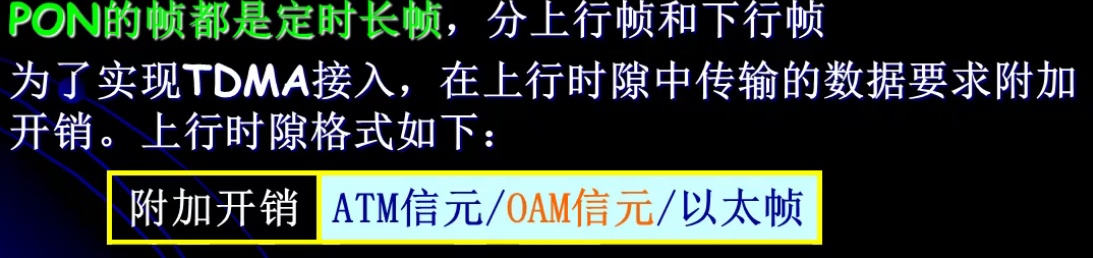 PON的帧都是定时长帧，分上行帧和下行帧
为了实现TDMA接入，在上行时隙中传输的数据要求附加
开销。上行时隙格式如下：
附加开销 ATM信元/OAM信元/以太帧